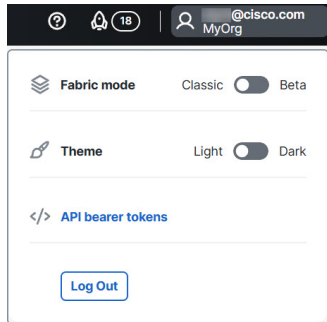 18
@cisco.com
MyOrg
Fabric mode Classic Beta
Theme Light Dark
</> API bearer tokens
Log Out